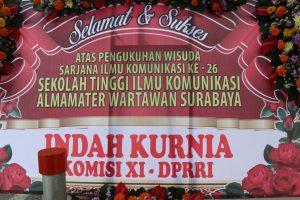 Selamat & Sukses
ATAS PENGUKUHAN WISUDA
SARJANA ILMU KOMUNIKASI KE - 26
SEKOLAH TINGGI ILMU KOMUNIKASI
ALMAMATER WARTAWAN SURABAYA
INDAH KURNIA
KOMISI XI - DPRRI